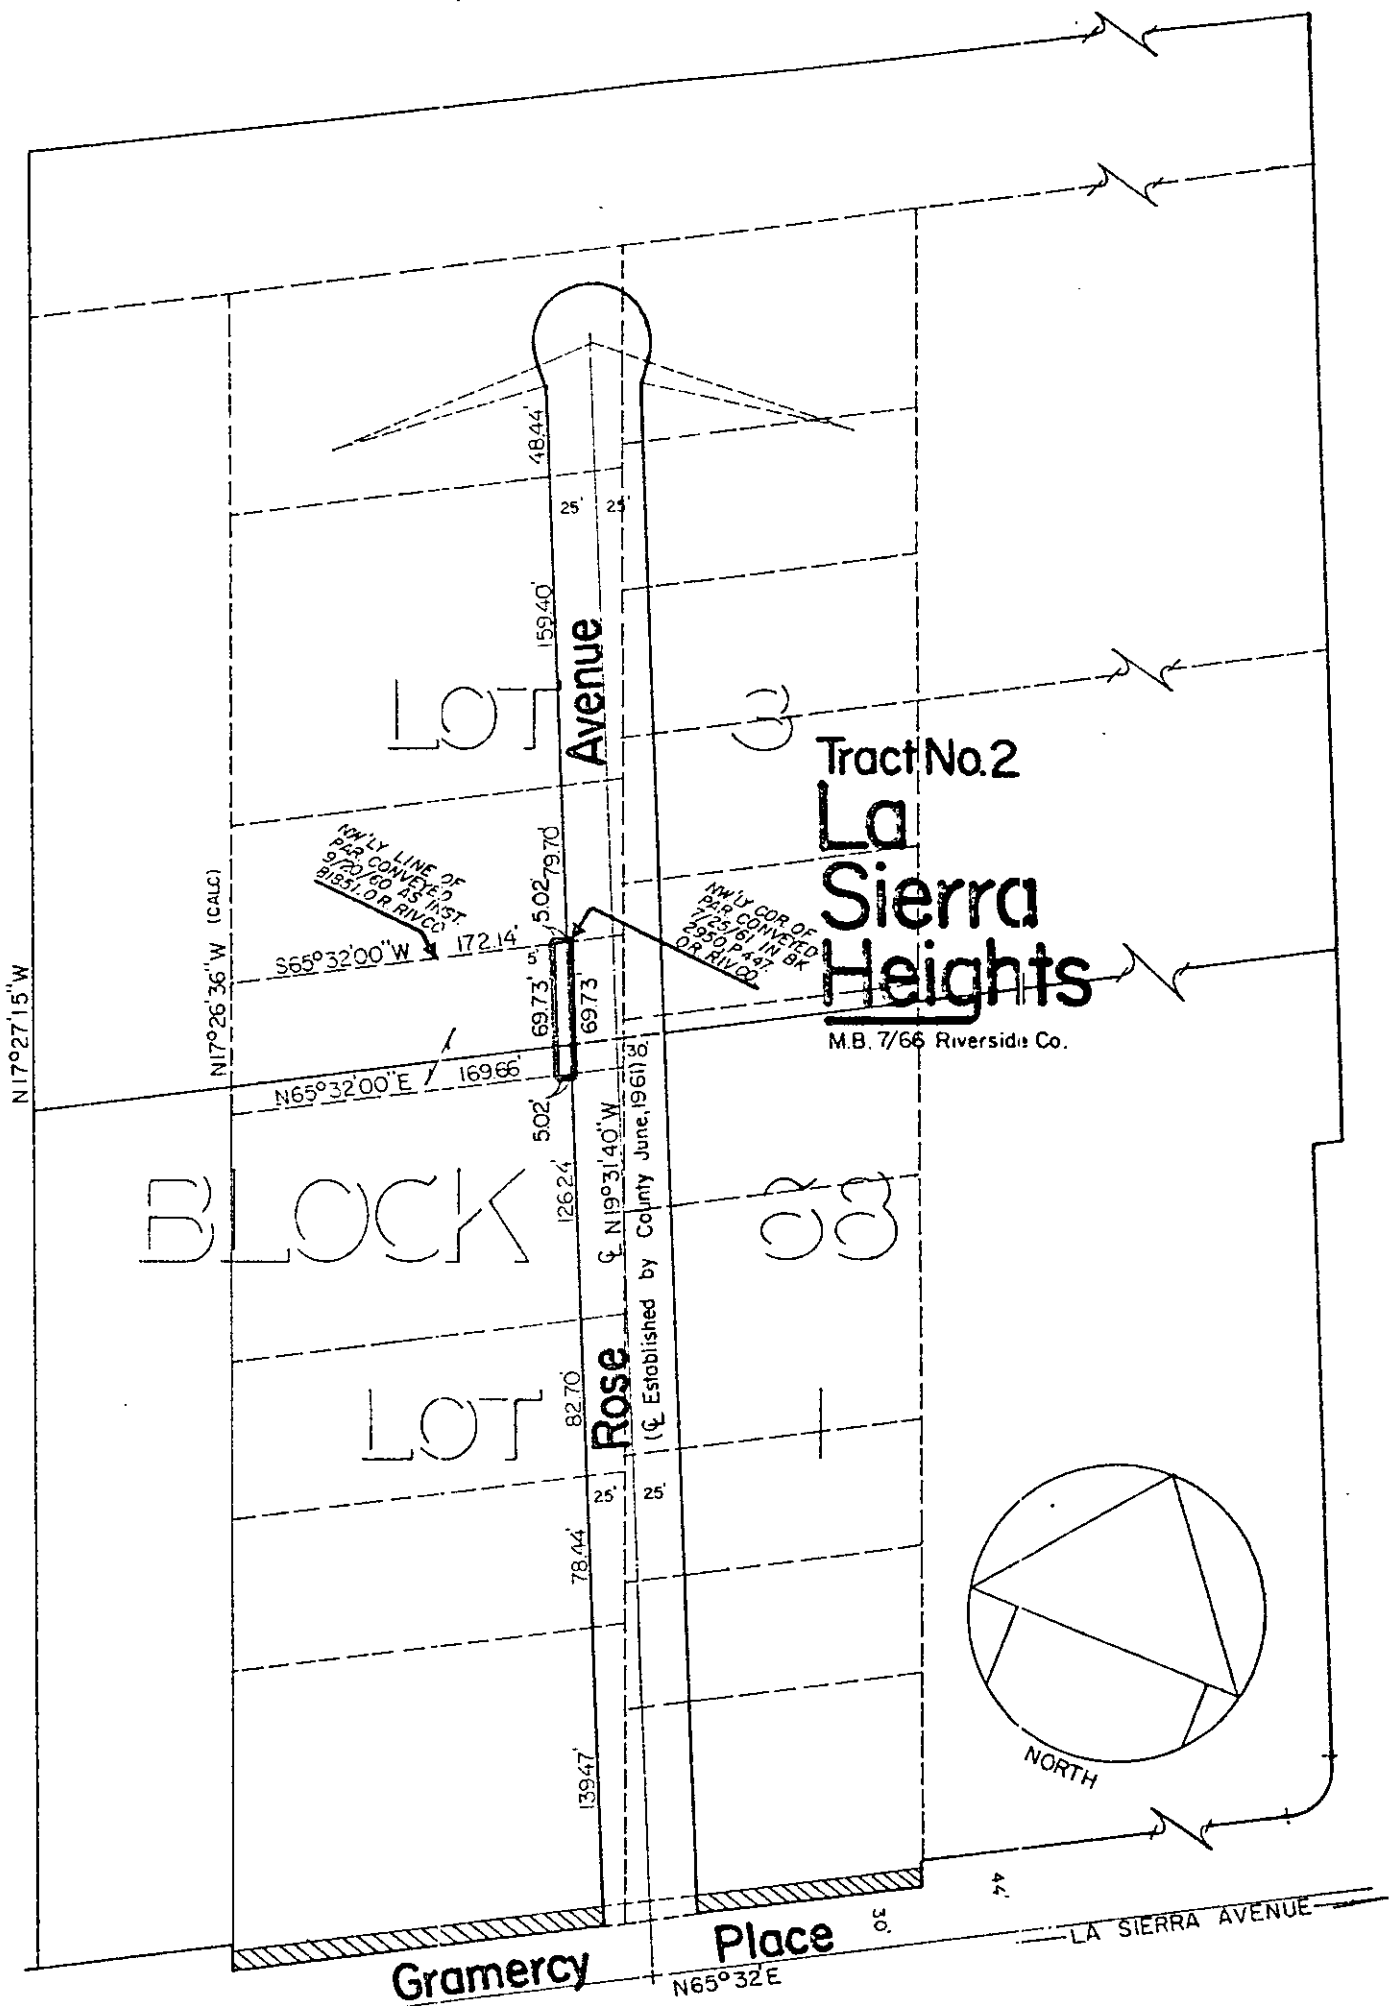 48.44'
25' 25'
159.40'
Avenue
LOT 3
Tract No. 2
La
Sierra
Heights
M.B. 7/66 Riverside Co.
79.70'
NW'LY LINE OF
PAR. CONVEYED
9/20/60 AS INST.
81851, O.R. RIV.CO.
5.02'
NW'LY COR OF
PAR. CONVEYED
7/25/61 IN BK
2950, P. 447,
O.R. RIV.CO.
S65°32'00"W 172.14'
5'
69.73'
69.73'
N17°27'15"W
N17°26'36"W (CALC)
30'
N65°32'00"E 169.66'
5.02'
126.24'
℄ N19°31'40"W
(℄ Established by County June, 1961)
BLOCK 33
82.70'
Rose
LOT 1
25' 25'
78.44'
139.47'
NORTH
44'
30'
LA SIERRA AVENUE
Gramercy Place
N65°32'E